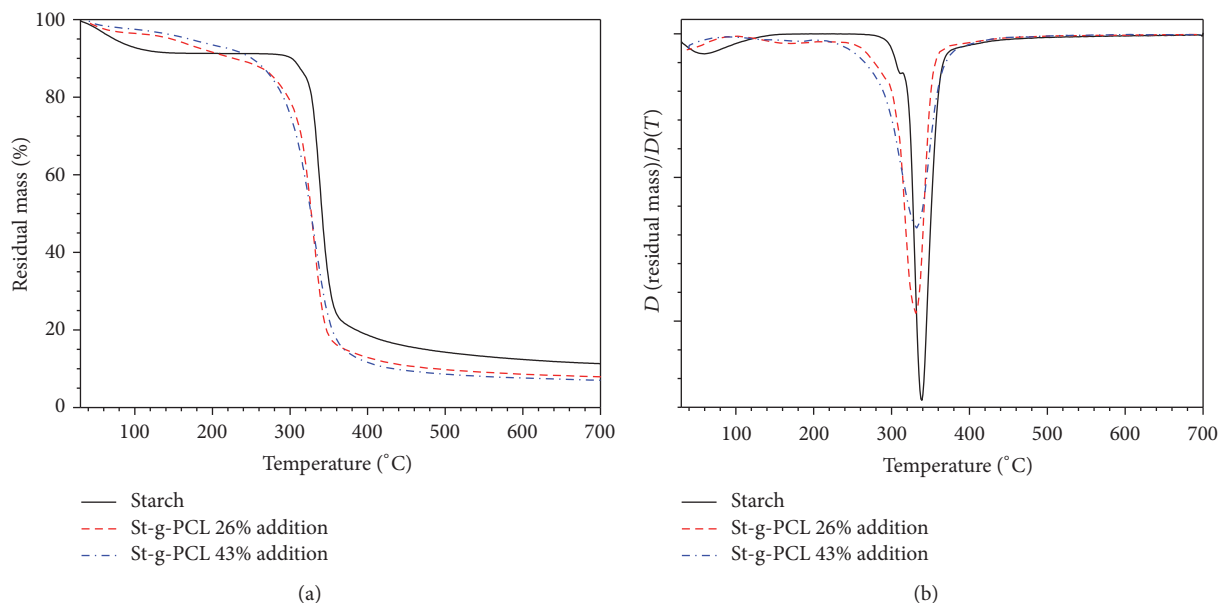 100
80
60
40
20
0
Residual mass (%)
100
200
300
400
500
600
700
Temperature (°C)
Starch
St-g-PCL 26% addition
St-g-PCL 43% addition
(a)
D (residual mass)/D(T)
100
200
300
400
500
600
700
Temperature (°C)
Starch
St-g-PCL 26% addition
St-g-PCL 43% addition
(b)